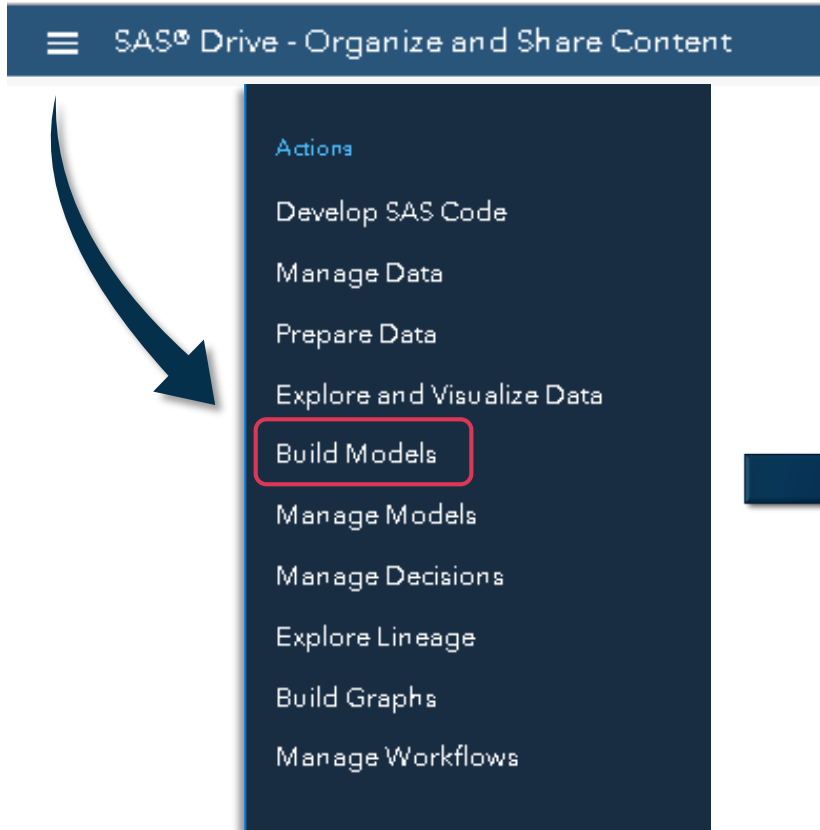 SAS® Drive - Organize and Share Content
Actions
Develop SAS Code
Manage Data
Prepare Data
Explore and Visualize Data
Build Models
Manage Models
Manage Decisions
Explore Lineage
Build Graphs
Manage Workflows